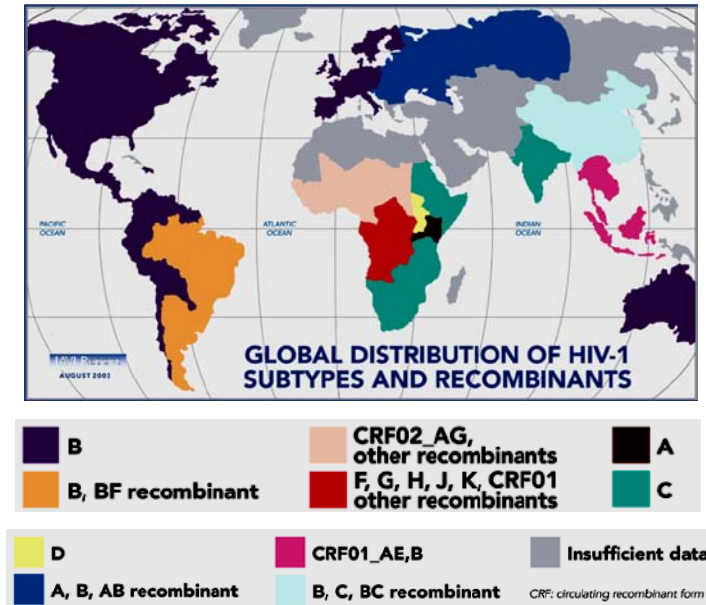 PACIFIC
OCEAN
ATLANTIC
OCEAN
INDIAN
OCEAN
AUGUST 2003
GLOBAL DISTRIBUTION OF HIV-1
SUBTYPES AND RECOMBINANTS
B
CRF02_AG,
other recombinants
A
B, BF recombinant
F, G, H, J, K, CRF01
other recombinants
C
D
CRF01_AE,B
Insufficient data
A, B, AB recombinant
B, C, BC recombinant
CRF: circulating recombinant form